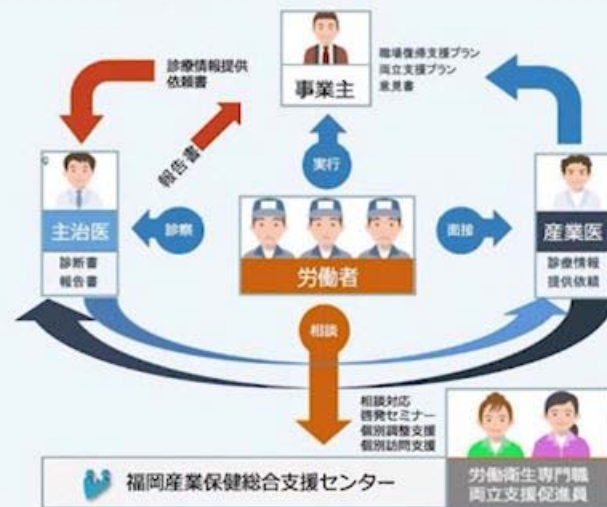 診療情報提供
依頼書
職場復帰支援プラン
両立支援プラン
意見書
事業主
報告書
実行
主治医
診断書
報告書
診察
労働者
面接
産業医
診療情報
提供依頼
相談
相談対応
啓発セミナー
個別調整支援
個別訪問支援
福岡産業保健総合支援センター
労働衛生専門職
両立支援促進員